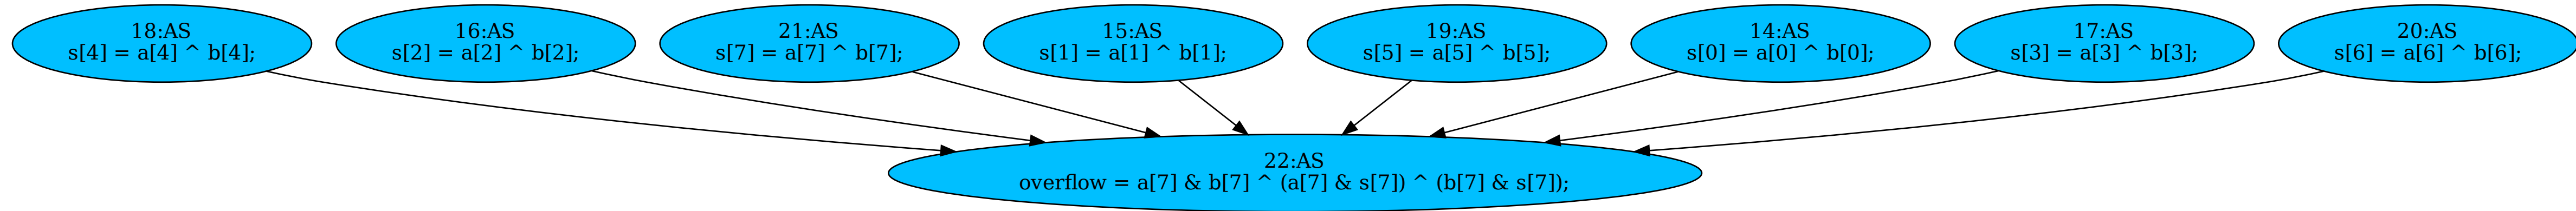 18:AS
s[4] = a[4] ^ b[4];
16:AS
s[2] = a[2] ^ b[2];
21:AS
s[7] = a[7] ^ b[7];
15:AS
s[1] = a[1] ^ b[1];
19:AS
s[5] = a[5] ^ b[5];
14:AS
s[0] = a[0] ^ b[0];
17:AS
s[3] = a[3] ^ b[3];
20:AS
s[6] = a[6] ^ b[6];
22:AS
overflow = a[7] & b[7] ^ (a[7] & s[7]) ^ (b[7] & s[7]);